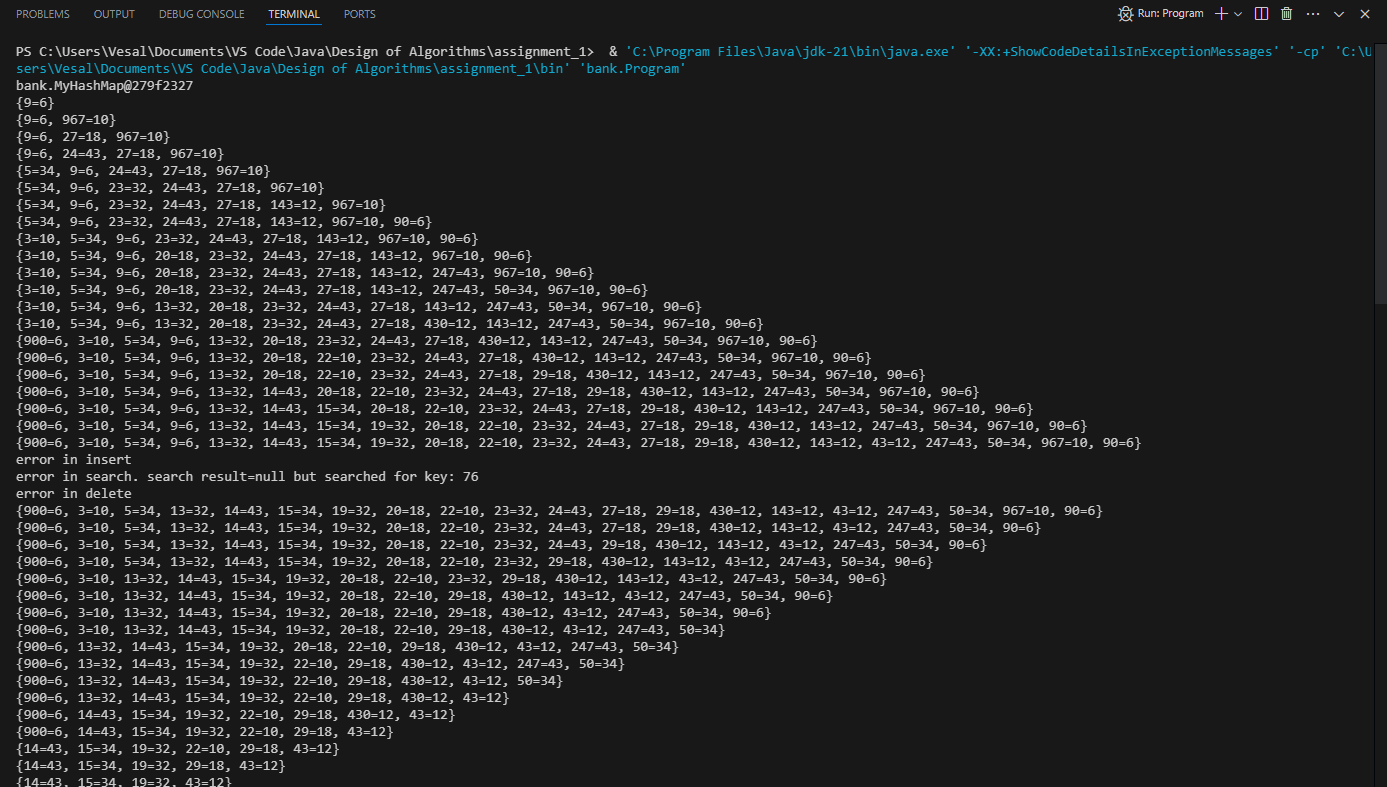 PROBLEMS OUTPUT DEBUG CONSOLE TERMINAL PORTS Run: Program
PS C:\Users\Vesal\Documents\VS Code\Java\Design of Algorithms\assignment_1>  & 'C:\Program Files\Java\jdk-21\bin\java.exe' '-XX:+ShowCodeDetailsInExceptionMessages' '-cp' 'C:\U
sers\Vesal\Documents\VS Code\Java\Design of Algorithms\assignment_1\bin' 'bank.Program'
bank.MyHashMap@279f2327
{9=6}
{9=6, 967=10}
{9=6, 27=18, 967=10}
{9=6, 24=43, 27=18, 967=10}
{5=34, 9=6, 24=43, 27=18, 967=10}
{5=34, 9=6, 23=32, 24=43, 27=18, 967=10}
{5=34, 9=6, 23=32, 24=43, 27=18, 143=12, 967=10}
{5=34, 9=6, 23=32, 24=43, 27=18, 143=12, 967=10, 90=6}
{3=10, 5=34, 9=6, 23=32, 24=43, 27=18, 143=12, 967=10, 90=6}
{3=10, 5=34, 9=6, 20=18, 23=32, 24=43, 27=18, 143=12, 967=10, 90=6}
{3=10, 5=34, 9=6, 20=18, 23=32, 24=43, 27=18, 143=12, 247=43, 967=10, 90=6}
{3=10, 5=34, 9=6, 20=18, 23=32, 24=43, 27=18, 143=12, 247=43, 50=34, 967=10, 90=6}
{3=10, 5=34, 9=6, 13=32, 20=18, 23=32, 24=43, 27=18, 143=12, 247=43, 50=34, 967=10, 90=6}
{3=10, 5=34, 9=6, 13=32, 20=18, 23=32, 24=43, 27=18, 430=12, 143=12, 247=43, 50=34, 967=10, 90=6}
{900=6, 3=10, 5=34, 9=6, 13=32, 20=18, 23=32, 24=43, 27=18, 430=12, 143=12, 247=43, 50=34, 967=10, 90=6}
{900=6, 3=10, 5=34, 9=6, 13=32, 20=18, 22=10, 23=32, 24=43, 27=18, 430=12, 143=12, 247=43, 50=34, 967=10, 90=6}
{900=6, 3=10, 5=34, 9=6, 13=32, 20=18, 22=10, 23=32, 24=43, 27=18, 29=18, 430=12, 143=12, 247=43, 50=34, 967=10, 90=6}
{900=6, 3=10, 5=34, 9=6, 13=32, 14=43, 20=18, 22=10, 23=32, 24=43, 27=18, 29=18, 430=12, 143=12, 247=43, 50=34, 967=10, 90=6}
{900=6, 3=10, 5=34, 9=6, 13=32, 14=43, 15=34, 20=18, 22=10, 23=32, 24=43, 27=18, 29=18, 430=12, 143=12, 247=43, 50=34, 967=10, 90=6}
{900=6, 3=10, 5=34, 9=6, 13=32, 14=43, 15=34, 19=32, 20=18, 22=10, 23=32, 24=43, 27=18, 29=18, 430=12, 143=12, 247=43, 50=34, 967=10, 90=6}
{900=6, 3=10, 5=34, 9=6, 13=32, 14=43, 15=34, 19=32, 20=18, 22=10, 23=32, 24=43, 27=18, 29=18, 430=12, 143=12, 43=12, 247=43, 50=34, 967=10, 90=6}
error in insert
error in search. search result=null but searched for key: 76
error in delete
{900=6, 3=10, 5=34, 13=32, 14=43, 15=34, 19=32, 20=18, 22=10, 23=32, 24=43, 27=18, 29=18, 430=12, 143=12, 43=12, 247=43, 50=34, 967=10, 90=6}
{900=6, 3=10, 5=34, 13=32, 14=43, 15=34, 19=32, 20=18, 22=10, 23=32, 24=43, 27=18, 29=18, 430=12, 143=12, 43=12, 247=43, 50=34, 90=6}
{900=6, 3=10, 5=34, 13=32, 14=43, 15=34, 19=32, 20=18, 22=10, 23=32, 24=43, 29=18, 430=12, 143=12, 43=12, 247=43, 50=34, 90=6}
{900=6, 3=10, 5=34, 13=32, 14=43, 15=34, 19=32, 20=18, 22=10, 23=32, 29=18, 430=12, 143=12, 43=12, 247=43, 50=34, 90=6}
{900=6, 3=10, 13=32, 14=43, 15=34, 19=32, 20=18, 22=10, 23=32, 29=18, 430=12, 143=12, 43=12, 247=43, 50=34, 90=6}
{900=6, 3=10, 13=32, 14=43, 15=34, 19=32, 20=18, 22=10, 29=18, 430=12, 143=12, 43=12, 247=43, 50=34, 90=6}
{900=6, 3=10, 13=32, 14=43, 15=34, 19=32, 20=18, 22=10, 29=18, 430=12, 43=12, 247=43, 50=34, 90=6}
{900=6, 3=10, 13=32, 14=43, 15=34, 19=32, 20=18, 22=10, 29=18, 430=12, 43=12, 247=43, 50=34}
{900=6, 13=32, 14=43, 15=34, 19=32, 20=18, 22=10, 29=18, 430=12, 43=12, 247=43, 50=34}
{900=6, 13=32, 14=43, 15=34, 19=32, 22=10, 29=18, 430=12, 43=12, 247=43, 50=34}
{900=6, 13=32, 14=43, 15=34, 19=32, 22=10, 29=18, 430=12, 43=12, 50=34}
{900=6, 13=32, 14=43, 15=34, 19=32, 22=10, 29=18, 430=12, 43=12}
{900=6, 14=43, 15=34, 19=32, 22=10, 29=18, 430=12, 43=12}
{900=6, 14=43, 15=34, 19=32, 22=10, 29=18, 43=12}
{14=43, 15=34, 19=32, 22=10, 29=18, 43=12}
{14=43, 15=34, 19=32, 29=18, 43=12}
{14=43, 15=34, 19=32, 43=12}